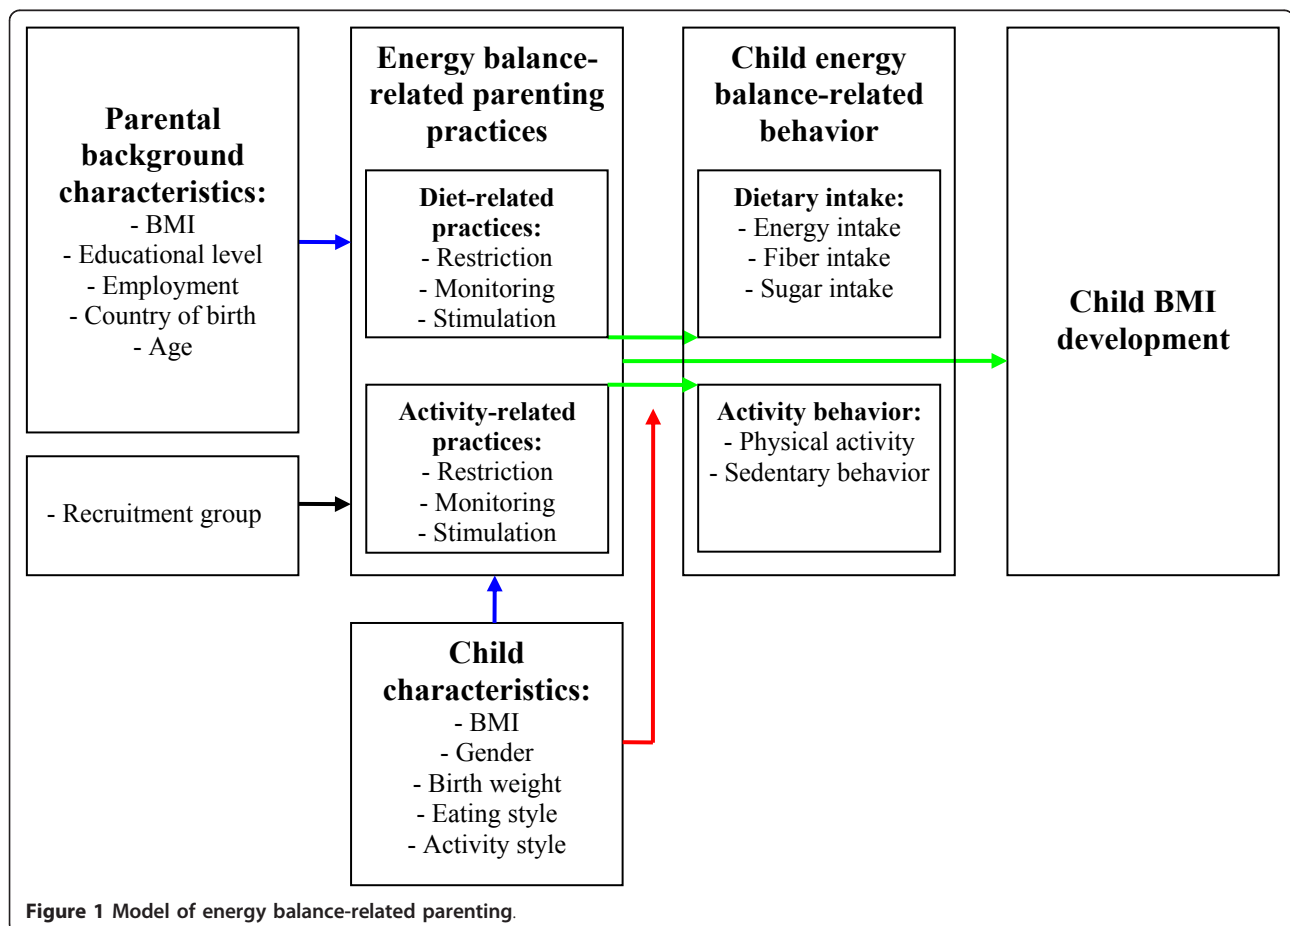 Parental
background
characteristics:
- BMI
- Educational level
- Employment
- Country of birth
- Age
- Recruitment group
Energy balance-
related parenting
practices
Diet-related
practices:
- Restriction
- Monitoring
- Stimulation
Activity-related
practices:
- Restriction
- Monitoring
- Stimulation
Child
characteristics:
- BMI
- Gender
- Birth weight
- Eating style
- Activity style
Child energy
balance-related
behavior
Dietary intake:
- Energy intake
- Fiber intake
- Sugar intake
Activity behavior:
- Physical activity
- Sedentary behavior
Child BMI
development
Figure 1 Model of energy balance-related parenting.